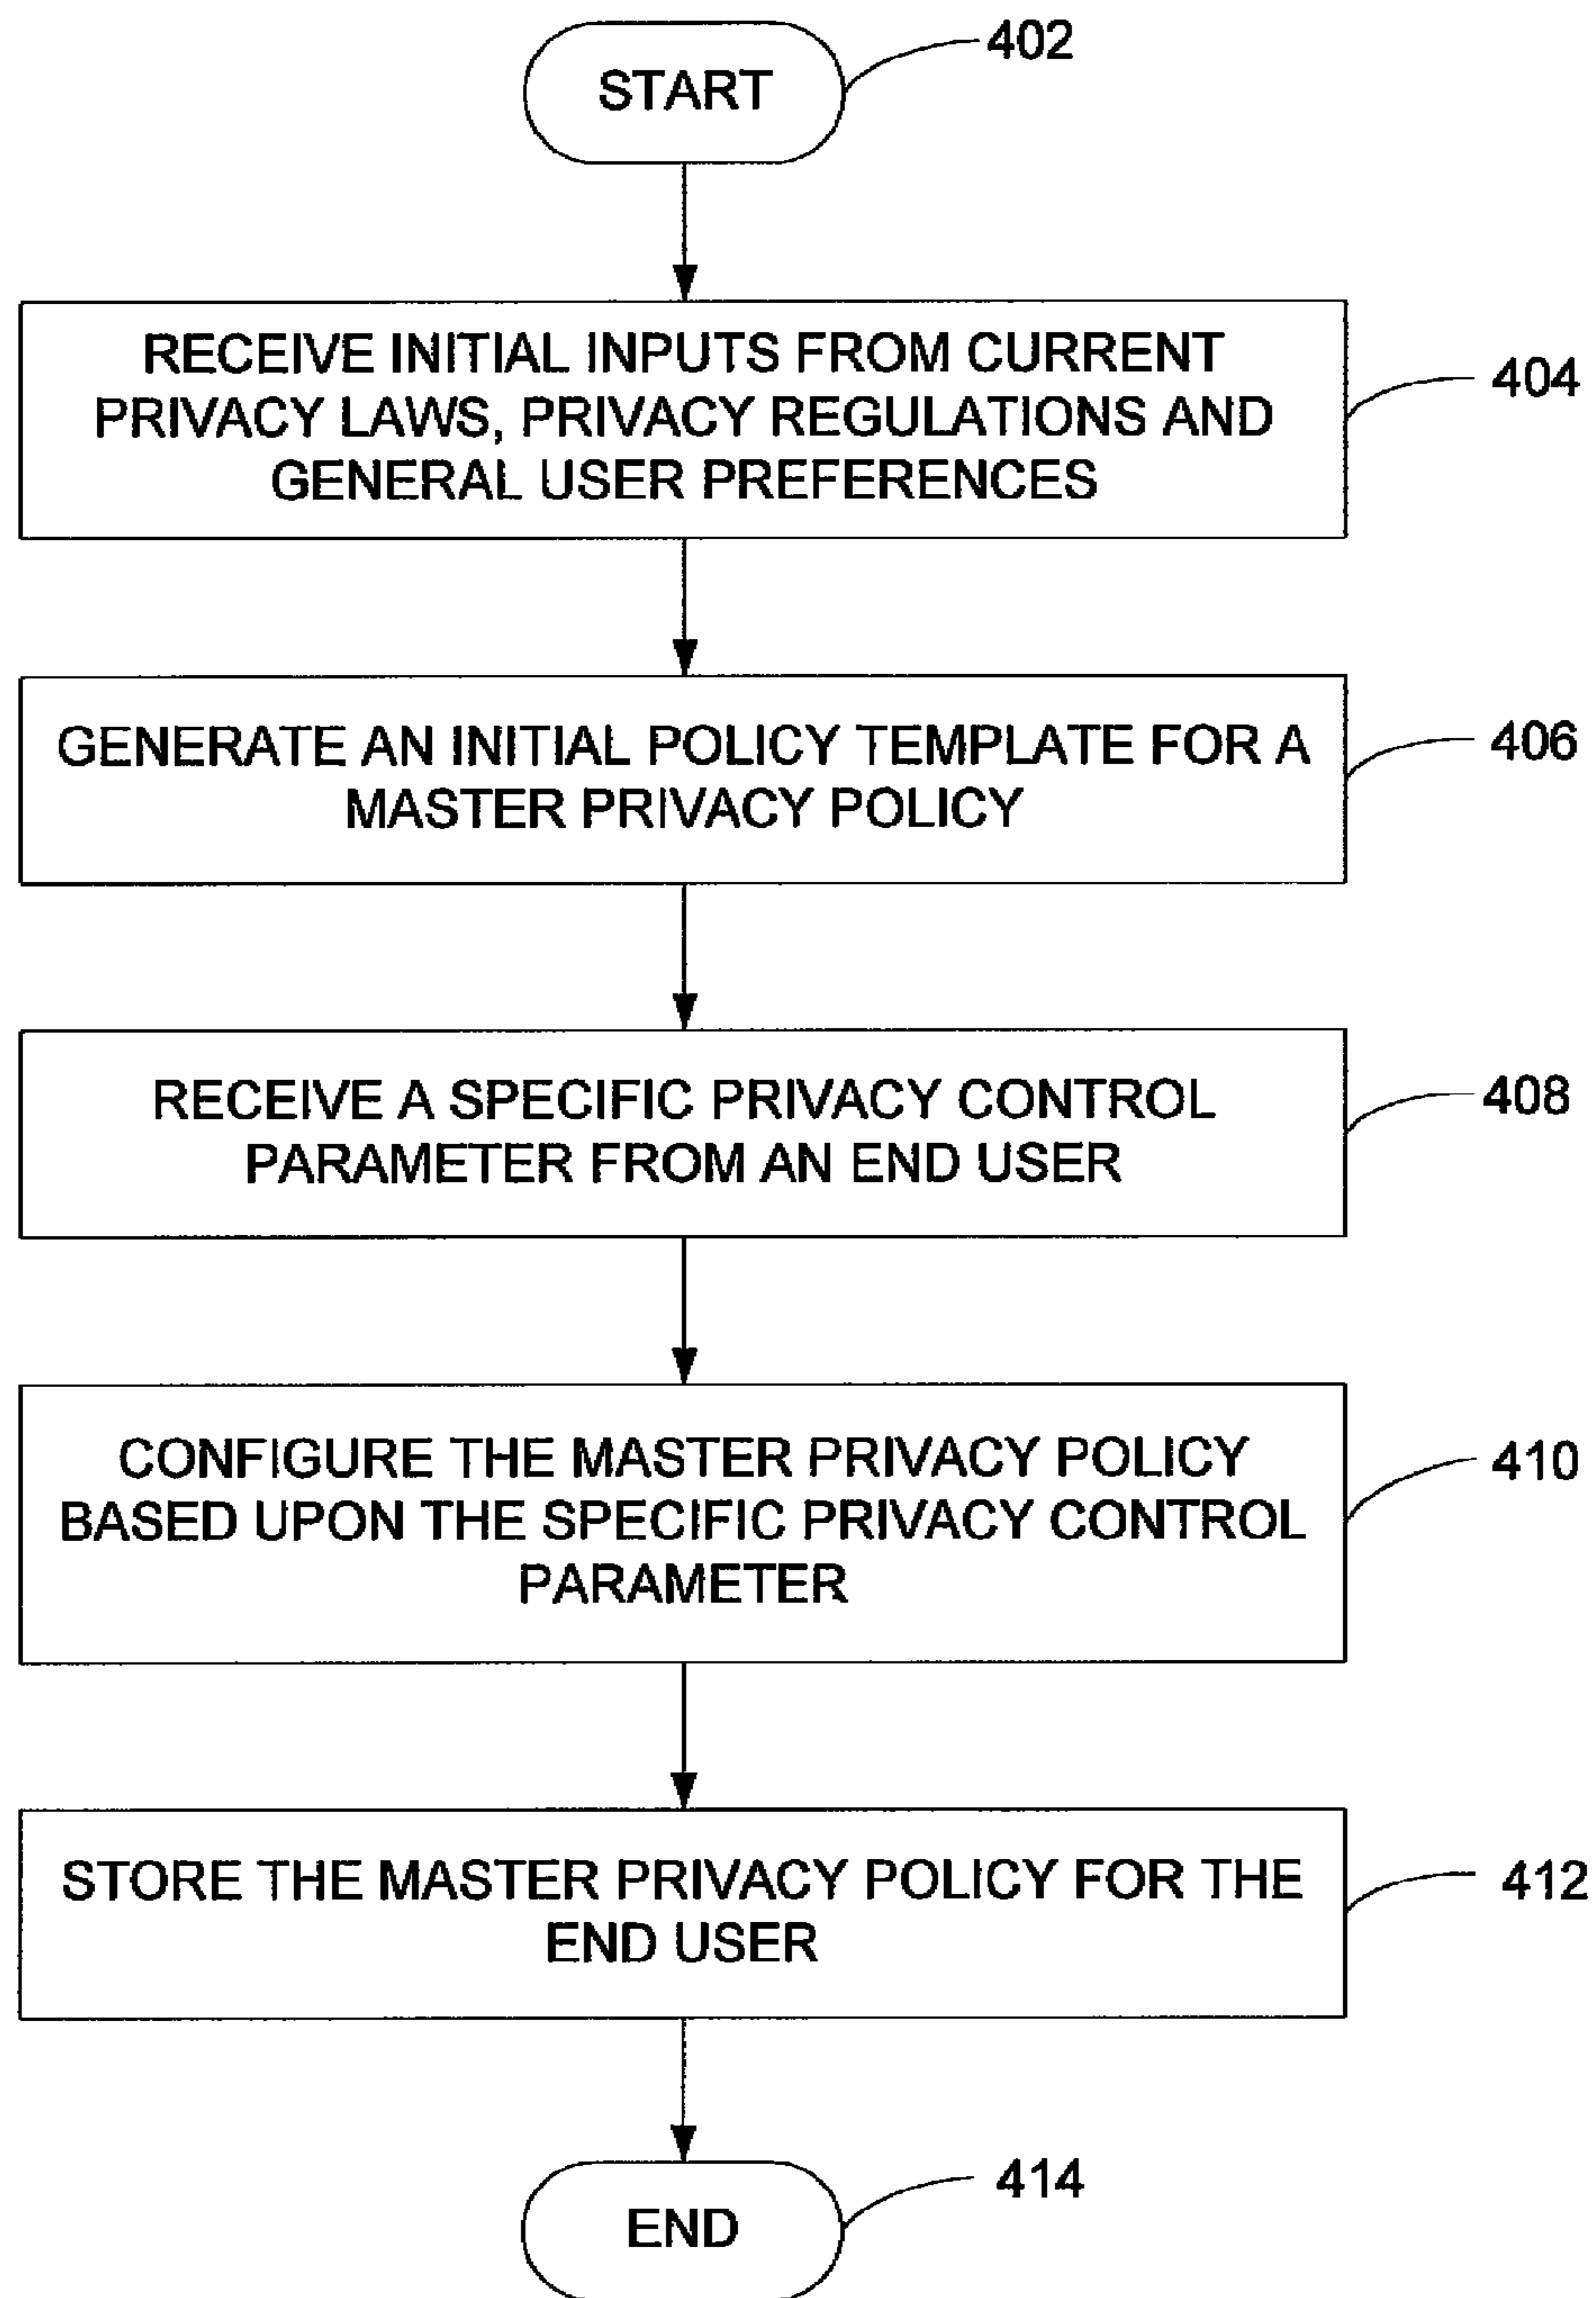 START
402
RECEIVE INITIAL INPUTS FROM CURRENT
PRIVACY LAWS, PRIVACY REGULATIONS AND
GENERAL USER PREFERENCES
404
GENERATE AN INITIAL POLICY TEMPLATE FOR A
MASTER PRIVACY POLICY
406
RECEIVE A SPECIFIC PRIVACY CONTROL
PARAMETER FROM AN END USER
408
CONFIGURE THE MASTER PRIVACY POLICY
BASED UPON THE SPECIFIC PRIVACY CONTROL
PARAMETER
410
STORE THE MASTER PRIVACY POLICY FOR THE
END USER
412
END
414